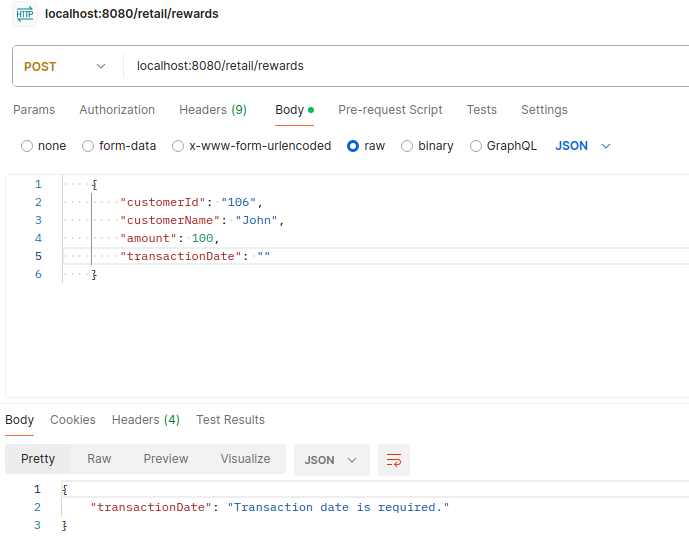 HTTP localhost:8080/retail/rewards
POST localhost:8080/retail/rewards
Params Authorization Headers (9) Body Pre-request Script Tests Settings
none form-data x-www-form-urlencoded raw binary GraphQL JSON
1 {
2 "customerId": "106",
3 "customerName": "John",
4 "amount": 100,
5 "transactionDate": ""
6 }
Body Cookies Headers (4) Test Results
Pretty Raw Preview Visualize JSON
1 {
2 "transactionDate": "Transaction date is required."
3 }